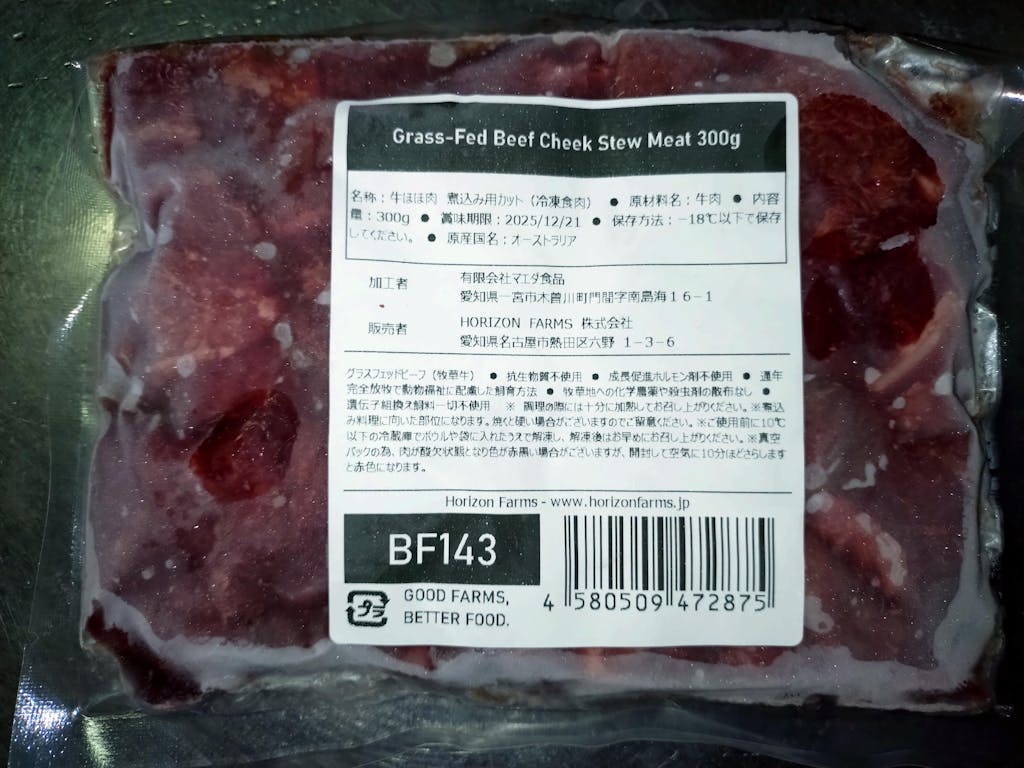 Grass-Fed Beef Cheek Stew Meat 300g
名称：牛ほほ肉 煮込み用カット（冷凍食肉） ● 原材料名：牛肉 ● 内容
量：300g ● 賞味期限：2025/12/21 ● 保存方法：−18℃以下で保存
してください。 ● 原産国名：オーストラリア
加工者
有限会社マエダ食品
愛知県一宮市木曽川町門間字南島海１６−１
販売者
HORIZON FARMS 株式会社
愛知県名古屋市熱田区六野 １−３−６
グラスフェッドビーフ（牧草牛） ● 抗生物質不使用 ● 成長促進ホルモン剤不使用 ● 通年
完全放牧で動物福祉に配慮した飼育方法 ● 牧草地への化学農薬や殺虫剤の散布なし ●
遺伝子組換え飼料一切不使用 ※ 調理の際には十分に加熱してお召し上がりください。※煮込
み料理に向いた部位になります。焼くと硬い場合がございますのでご留意ください。※ご使用前に10℃
以下の冷蔵庫でボウルや袋に入れたうえで解凍し、解凍後はお早めにお召し上がりください。※真空
パックの為、肉が酸欠状態となり色が赤黒い場合がございますが、開封して空気に10分ほどさらしますと
赤色になります。
Horizon Farms - www.horizonfarms.jp
BF143
プラ
GOOD FARMS,
BETTER FOOD.
4 580509 472875